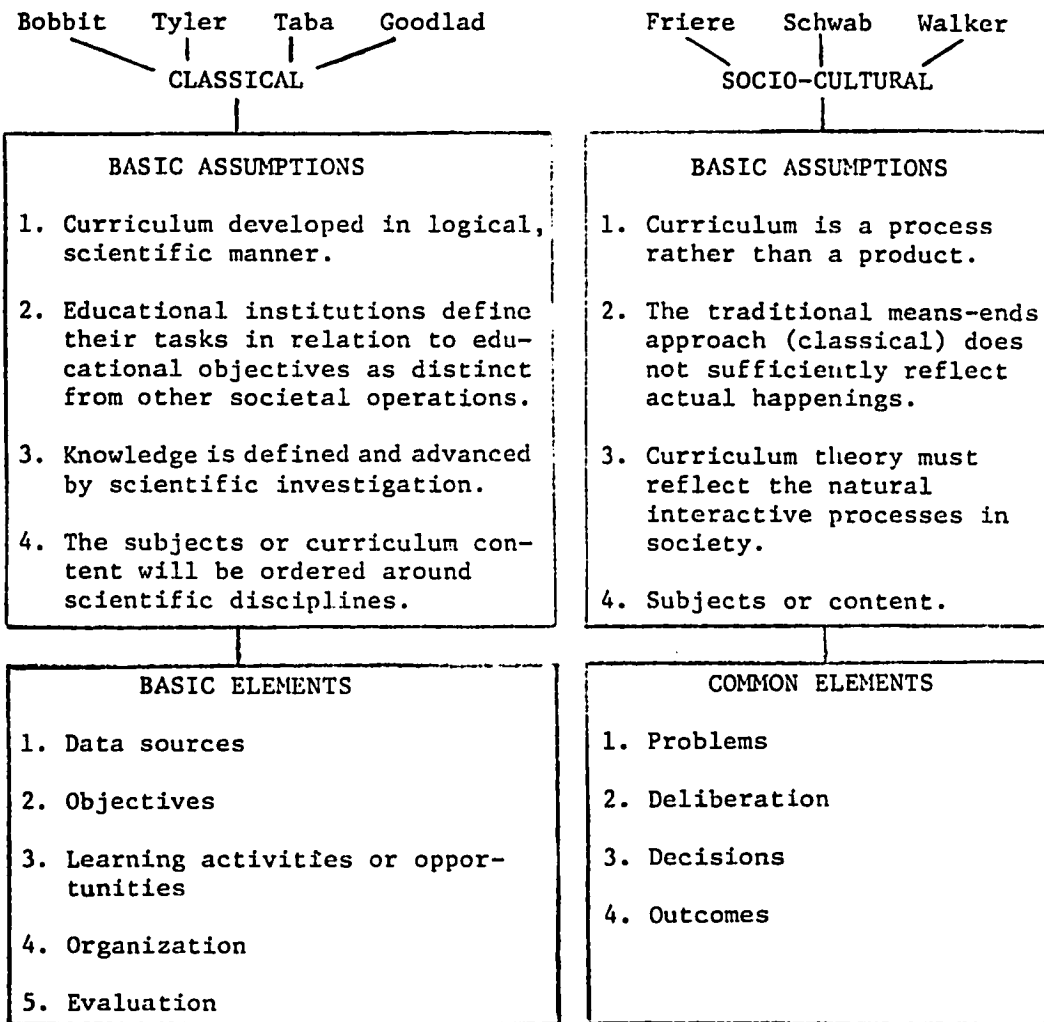 Bobbit Tyler Taba Goodlad
CLASSICAL
BASIC ASSUMPTIONS
1. Curriculum developed in logical,
scientific manner.
2. Educational institutions define
their tasks in relation to edu-
cational objectives as distinct
from other societal operations.
3. Knowledge is defined and advanced
by scientific investigation.
4. The subjects or curriculum con-
tent will be ordered around
scientific disciplines.
BASIC ELEMENTS
1. Data sources
2. Objectives
3. Learning activities or oppor-
tunities
4. Organization
5. Evaluation
Friere Schwab Walker
SOCIO-CULTURAL
BASIC ASSUMPTIONS
1. Curriculum is a process
rather than a product.
2. The traditional means-ends
approach (classical) does
not sufficiently reflect
actual happenings.
3. Curriculum theory must
reflect the natural
interactive processes in
society.
4. Subjects or content.
COMMON ELEMENTS
1. Problems
2. Deliberation
3. Decisions
4. Outcomes